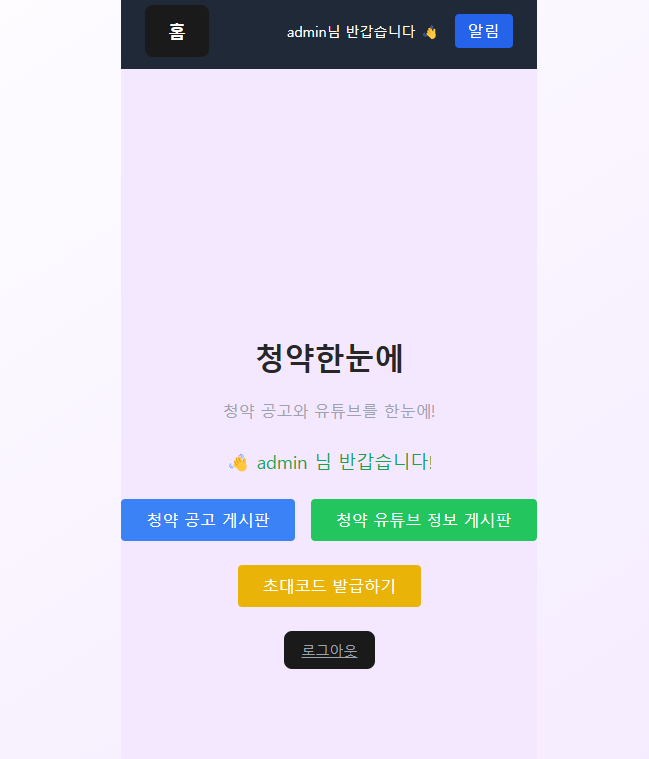 홈 admin님 반갑습니다 👋 알림
청약한눈에
청약 공고와 유튜브를 한눈에!
👋 admin 님 반갑습니다!
청약 공고 게시판 청약 유튜브 정보 게시판
초대코드 발급하기
로그아웃